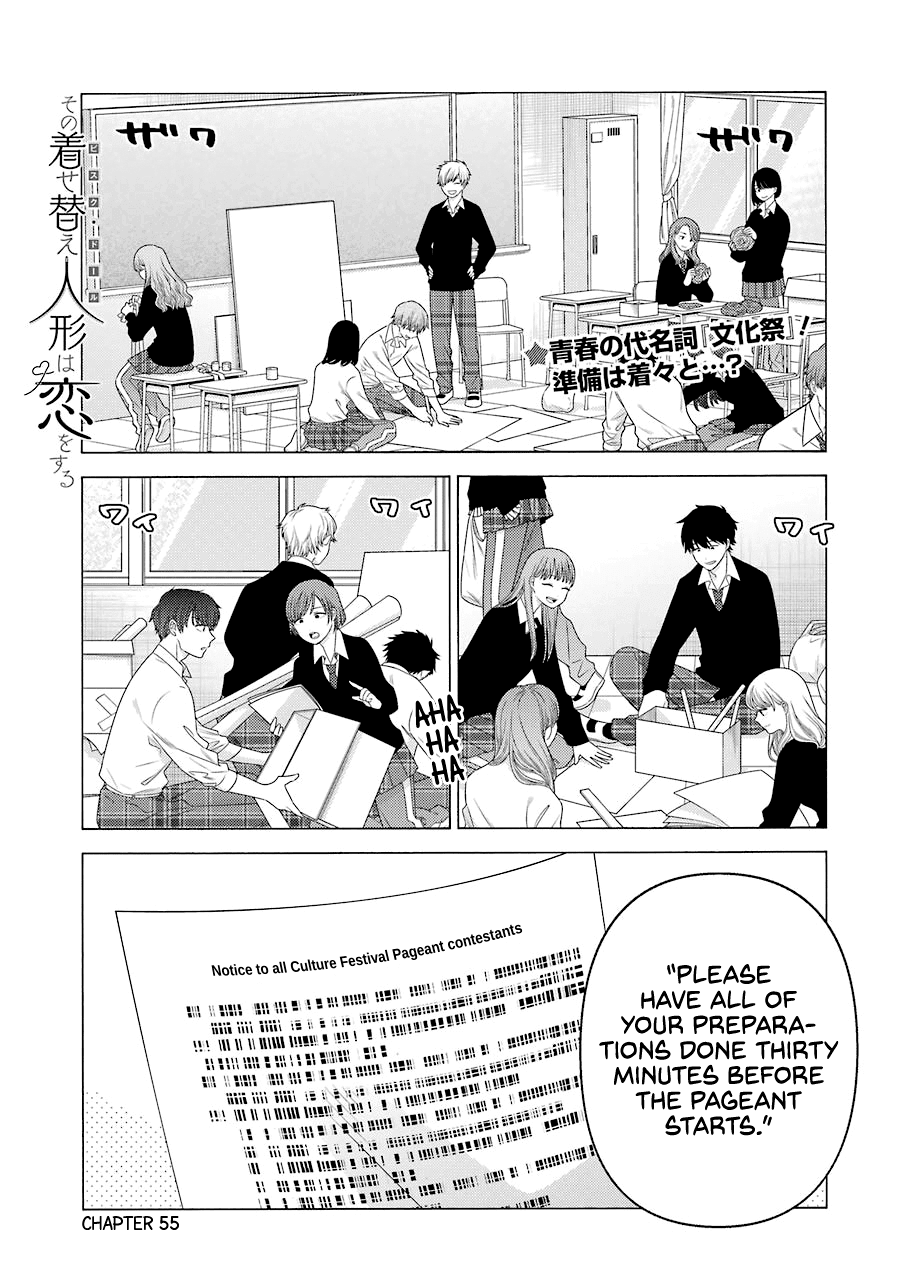 その着せ替え人形は恋をする
ビスク・ドール
ザワ
ザワ
青春の代名詞『文化祭』!
準備は着々と…?
ワイ
ワイ
ワイ
AHA
HA
HA
Notice to all Culture Festival Pageant contestants
"PLEASE
HAVE ALL OF
YOUR PREPARA-
TIONS DONE THIRTY
MINUTES BEFORE
THE PAGEANT
STARTS."
CHAPTER 55